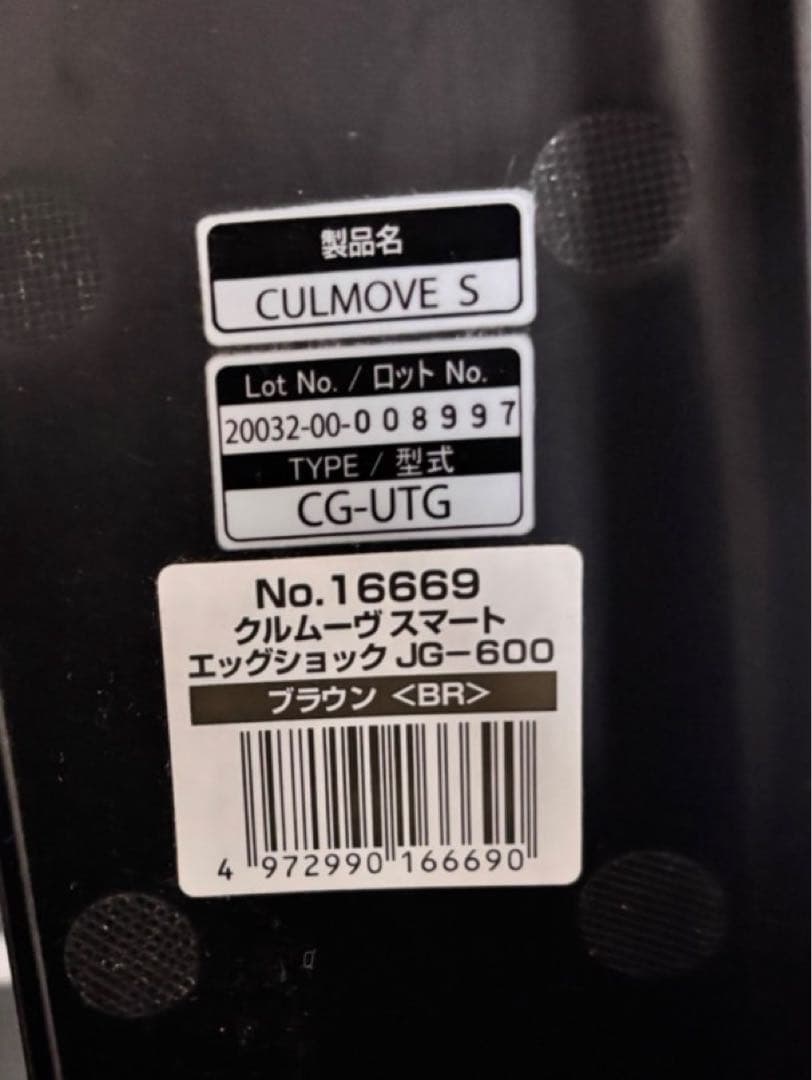 製品名
CULMOVE S
Lot No. / ロット No.
20032-00-008997
TYPE / 型式
CG-UTG
No.16669
クルムーヴ スマート
エッグショック JG-600
ブラウン <BR>
4 972990 166690